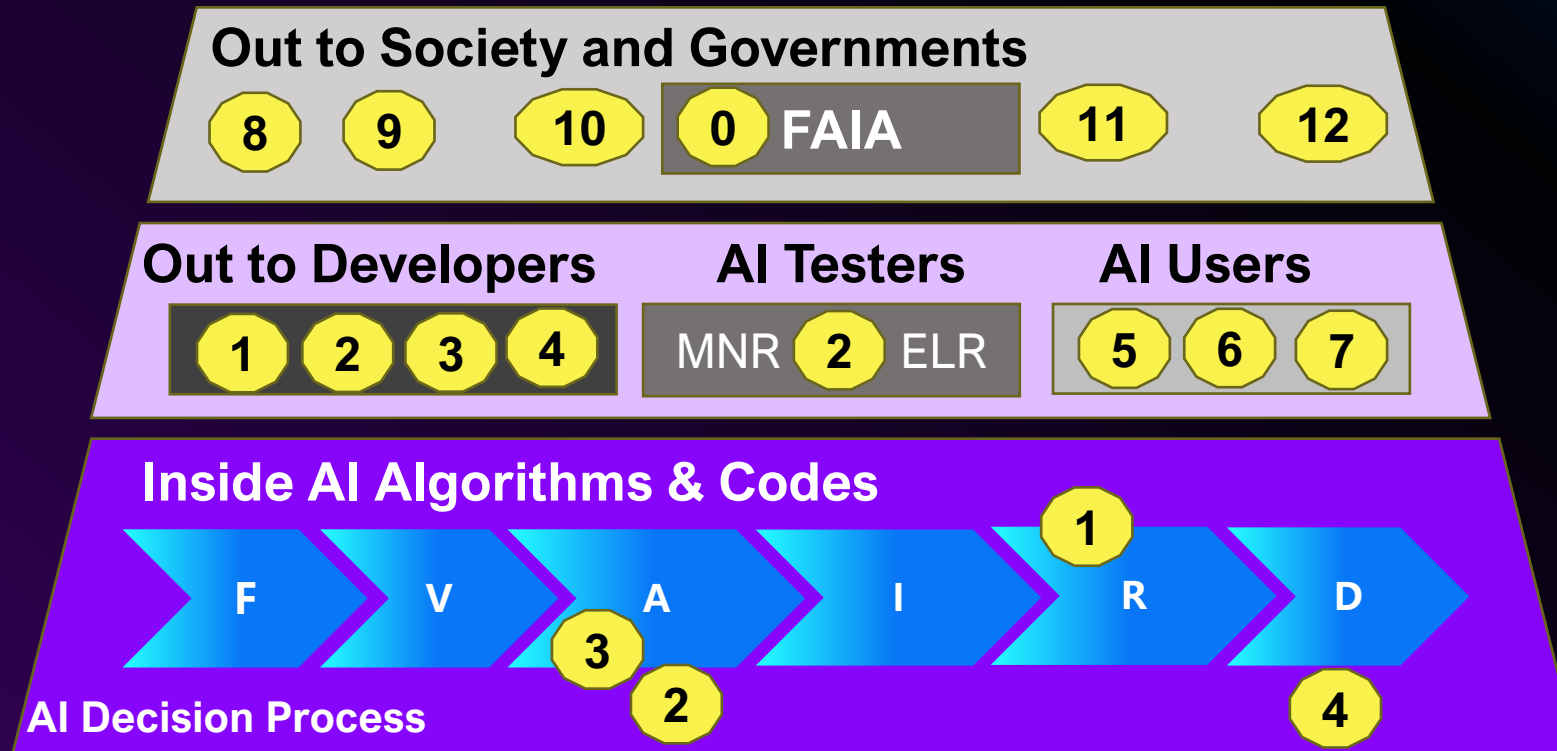 Out to Society and Governments
8 9 10 0 FAIA 11 12
Out to Developers AI Testers AI Users
1 2 3 4 MNR 2 ELR 5 6 7
Inside AI Algorithms & Codes
1
F V A I R D
3
2 4
AI Decision Process